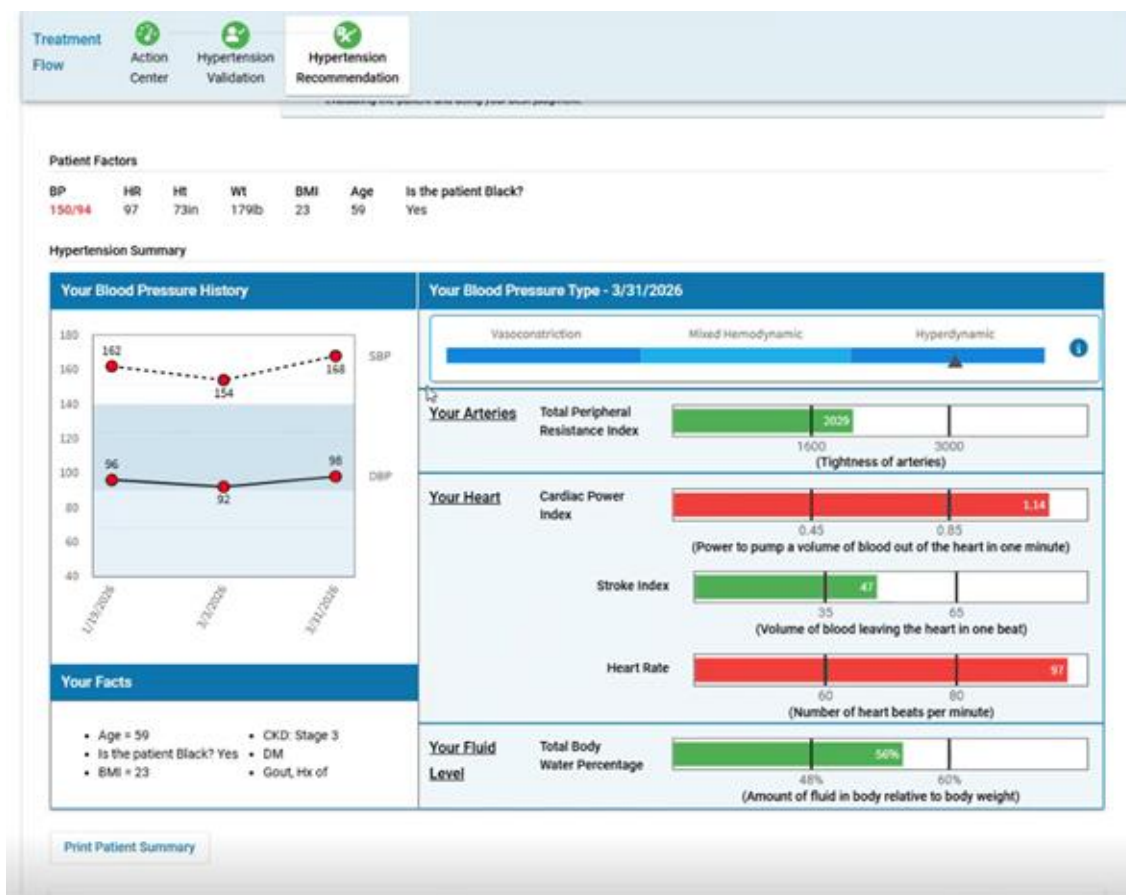 Treatment
Flow
Action
Center
Hypertension
Validation
Hypertension
Recommendation
evaluating the patient and using your best judgment
Patient Factors
BP HR Ht Wt BMI Age Is the patient Black?
150/94 97 73in 179lb 23 59 Yes
Hypertension Summary
Your Blood Pressure History
180
160
140
120
100
80
60
40
162
154
168
SBP
96
92
98
DBP
1/19/2026
3/3/2026
3/31/2026
Your Facts
• Age = 59
• Is the patient Black? Yes
• BMI = 23
• CKD: Stage 3
• DM
• Gout, Hx of
Your Blood Pressure Type - 3/31/2026
Vasoconstriction Mixed Hemodynamic Hyperdynamic
i
Your Arteries
Total Peripheral
Resistance Index
2029
1600 3000
(Tightness of arteries)
Your Heart
Cardiac Power
Index
1.14
0.45 0.85
(Power to pump a volume of blood out of the heart in one minute)
Stroke Index
47
35 65
(Volume of blood leaving the heart in one beat)
Heart Rate
97
60 80
(Number of heart beats per minute)
Your Fluid
Level
Total Body
Water Percentage
56%
48% 60%
(Amount of fluid in body relative to body weight)
Print Patient Summary